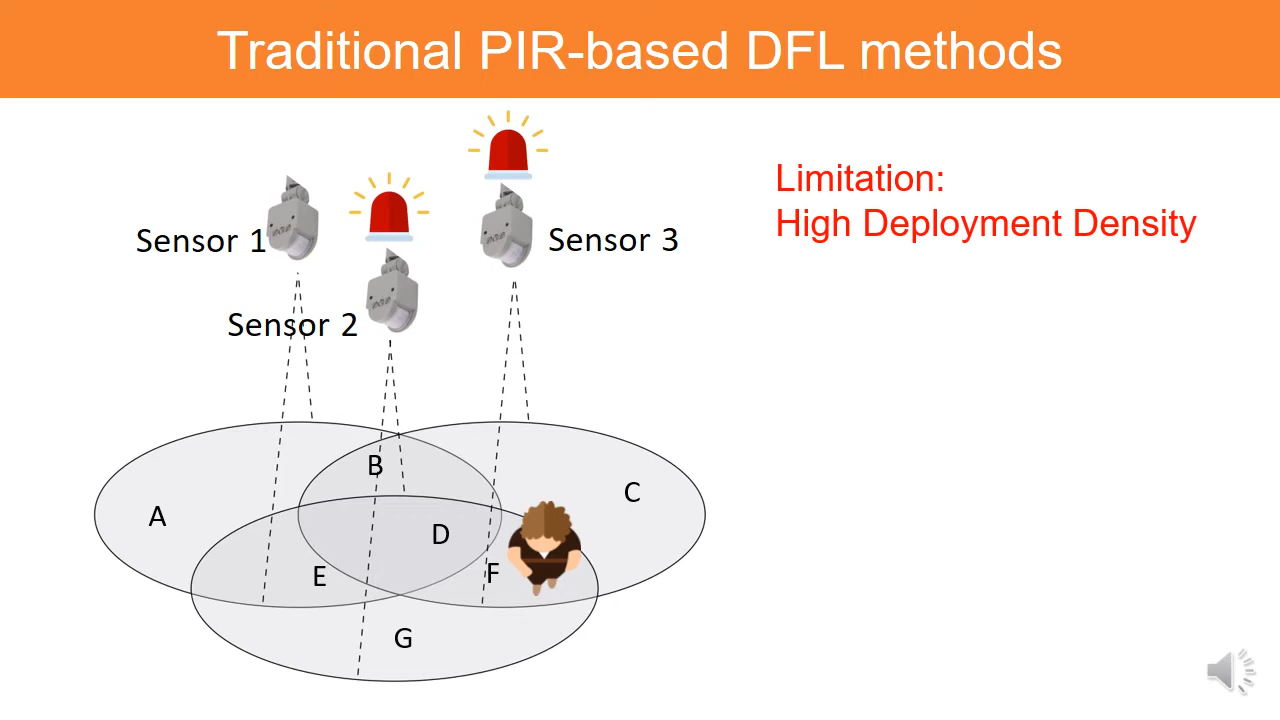 Traditional PIR-based DFL methods
Limitation:
High Deployment Density
Sensor 1
Sensor 3
Sensor 2
B
C
A
D
F
E
G